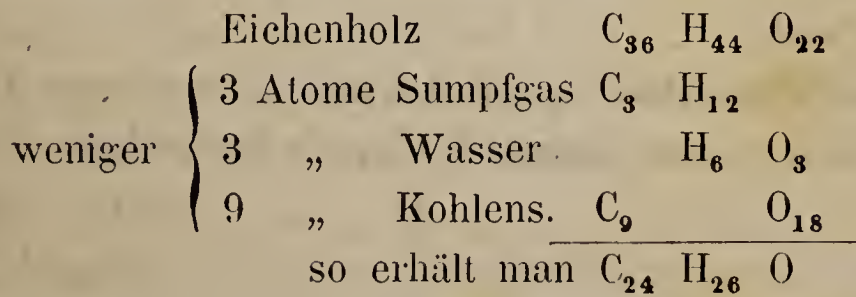 Eichenholz C₃₆ H₄₄ O₂₂
3 Atome Sumpfgas C₃ H₁₂
weniger { 3 „ Wasser H₆ O₃
9 „ Kohlens. C₉ O₁₈
so erhält man C₂₄ H₂₆ O